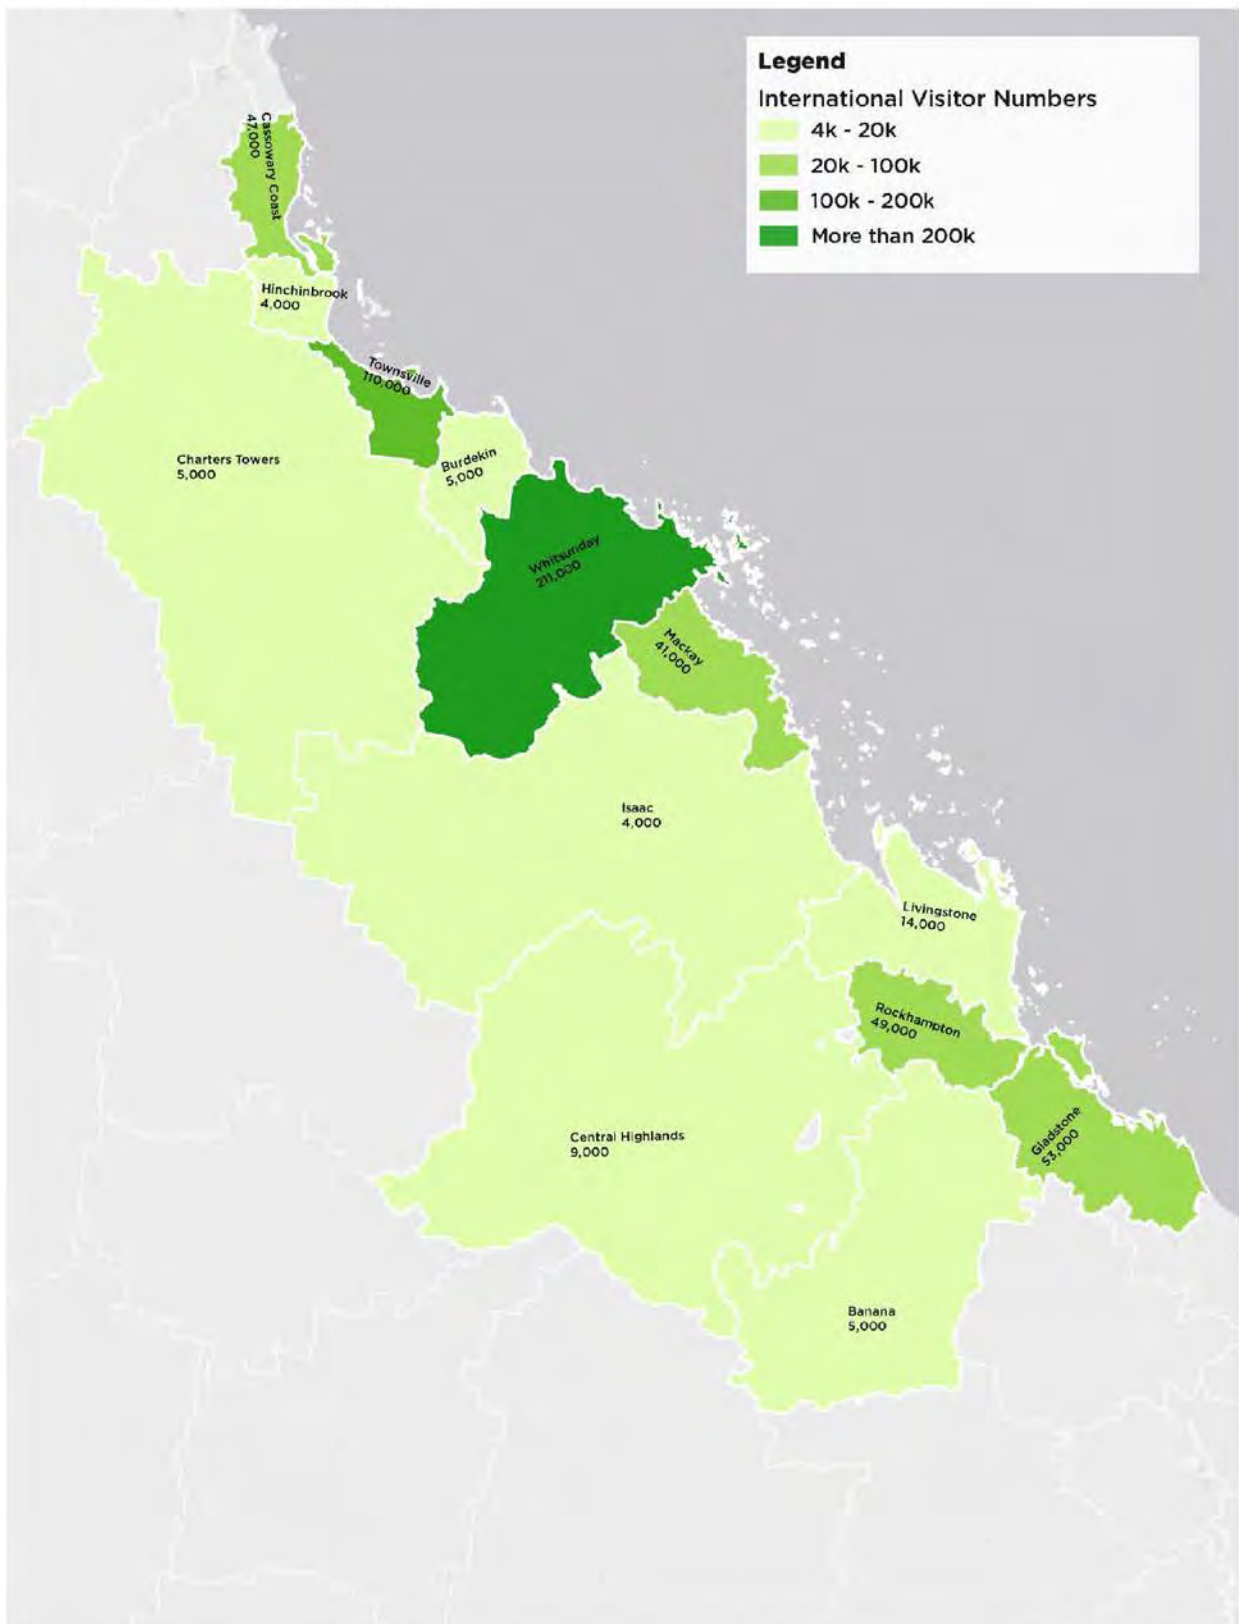 Legend
International Visitor Numbers
4k - 20k
20k - 100k
100k - 200k
More than 200k
Cassowary Coast
47,000
Hinchinbrook
4,000
Townsville
110,000
Charters Towers
5,000
Burdekin
5,000
Whitsunday
211,000
Mackay
41,000
Isaac
4,000
Livingstone
14,000
Rockhampton
49,000
Gladstone
53,000
Central Highlands
9,000
Banana
5,000